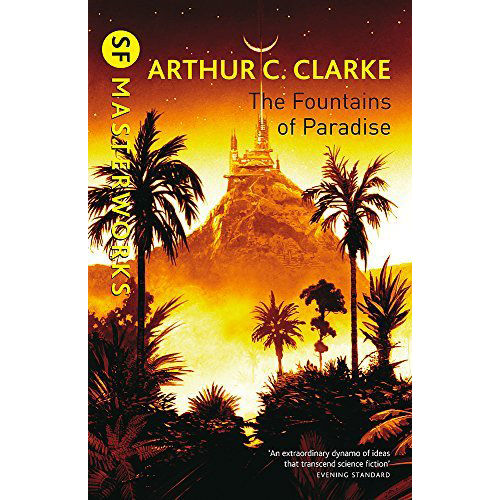 SF MASTERWORKS
ARTHUR C. CLARKE
The Fountains
of Paradise
'An extraordinary dynamo of ideas
that transcend science fiction'
EVENING STANDARD